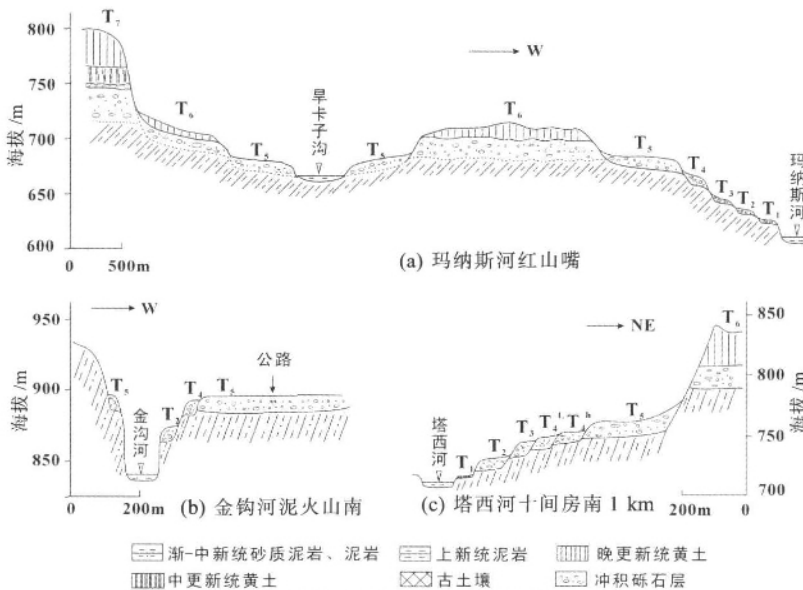 T₇
800
W
海拔/m
750
T₆
旱卡子沟
T₆
700
T₅
T₅
T₅
T₄
玛纳斯河
650
T₃
T₂
T₁
600
0
500m
(a) 玛纳斯河红山嘴
950
W
海拔/m
公路
900
T₅
T₄
T₅
金沟河
T₂
850
0
200m
(b) 金钩河泥火山南
NE
850
T₆
海拔/m
800
塔西河
T₅
T₃
T₂
T₁
750
700
200m
0
(c) 塔西河十间房南 1 km
渐-中新统砂质泥岩、泥岩
上新统泥岩
晚更新统黄土
中更新统黄土
古土壤
冲积砾石层